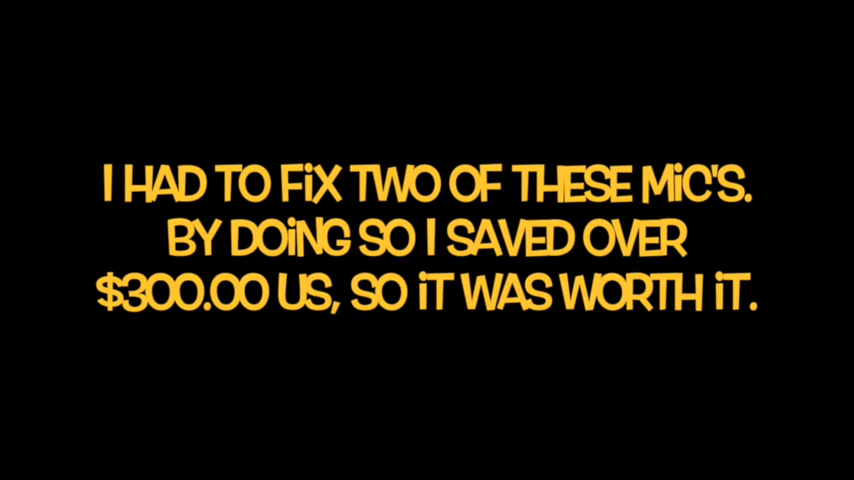 I HAD TO FiX TWO OF THESE MiC'S.
BY DOiNG SO I SAVED OVER
$300.00 US, SO iT WAS WORTH iT.